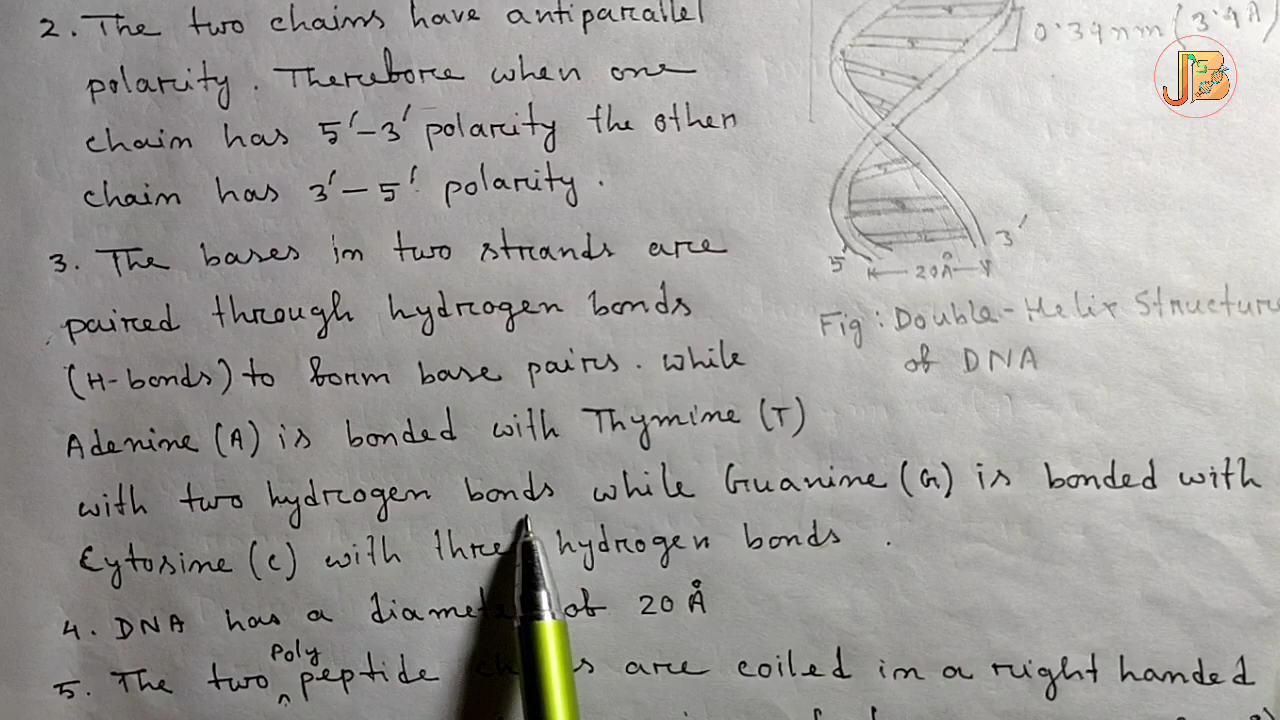 2. The two chains have antiparallel
polarity. Therefore when one
chain has 5'-3' polarity the other
chain has 3'-5' polarity.
3. The bases in two strands are
paired through hydrogen bonds
(H-bonds) to form base pairs. while
Adenine (A) is bonded with Thymine (T)
with two hydrogen bonds while Guanine (G) is bonded with
Cytosine (C) with three hydrogen bonds.
4. DNA has a diameter of 20 Å
5. The two poly peptide chains are coiled in a right handed
0.34nm (3.4Å)
JB
5'
3'
20Å
Fig: Double-Helix Structure
of DNA